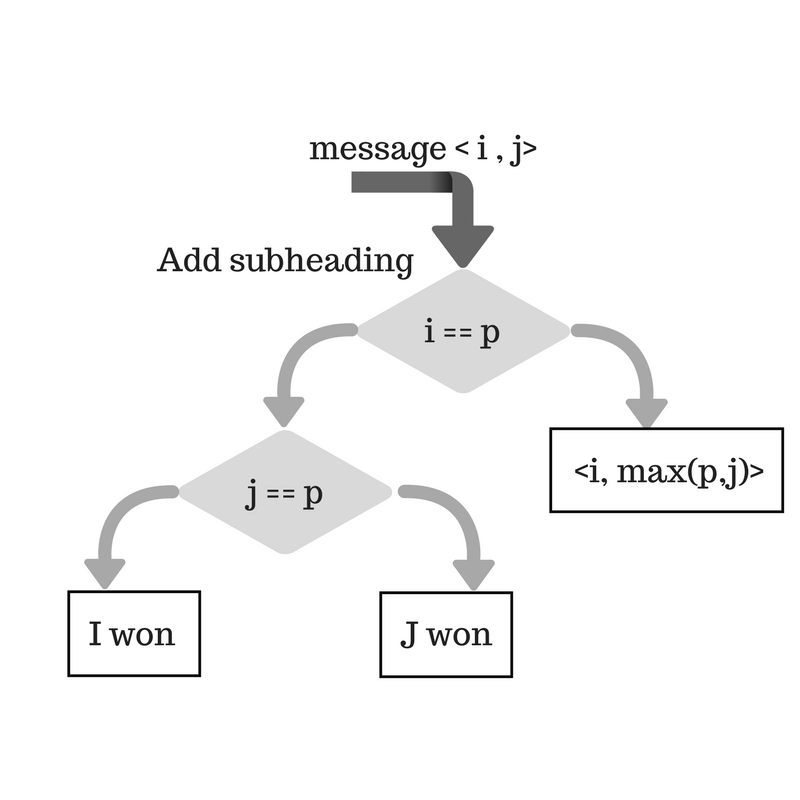 message < i , j>
Add subheading
i == p
<i, max(p,j)>
j == p
I won
J won